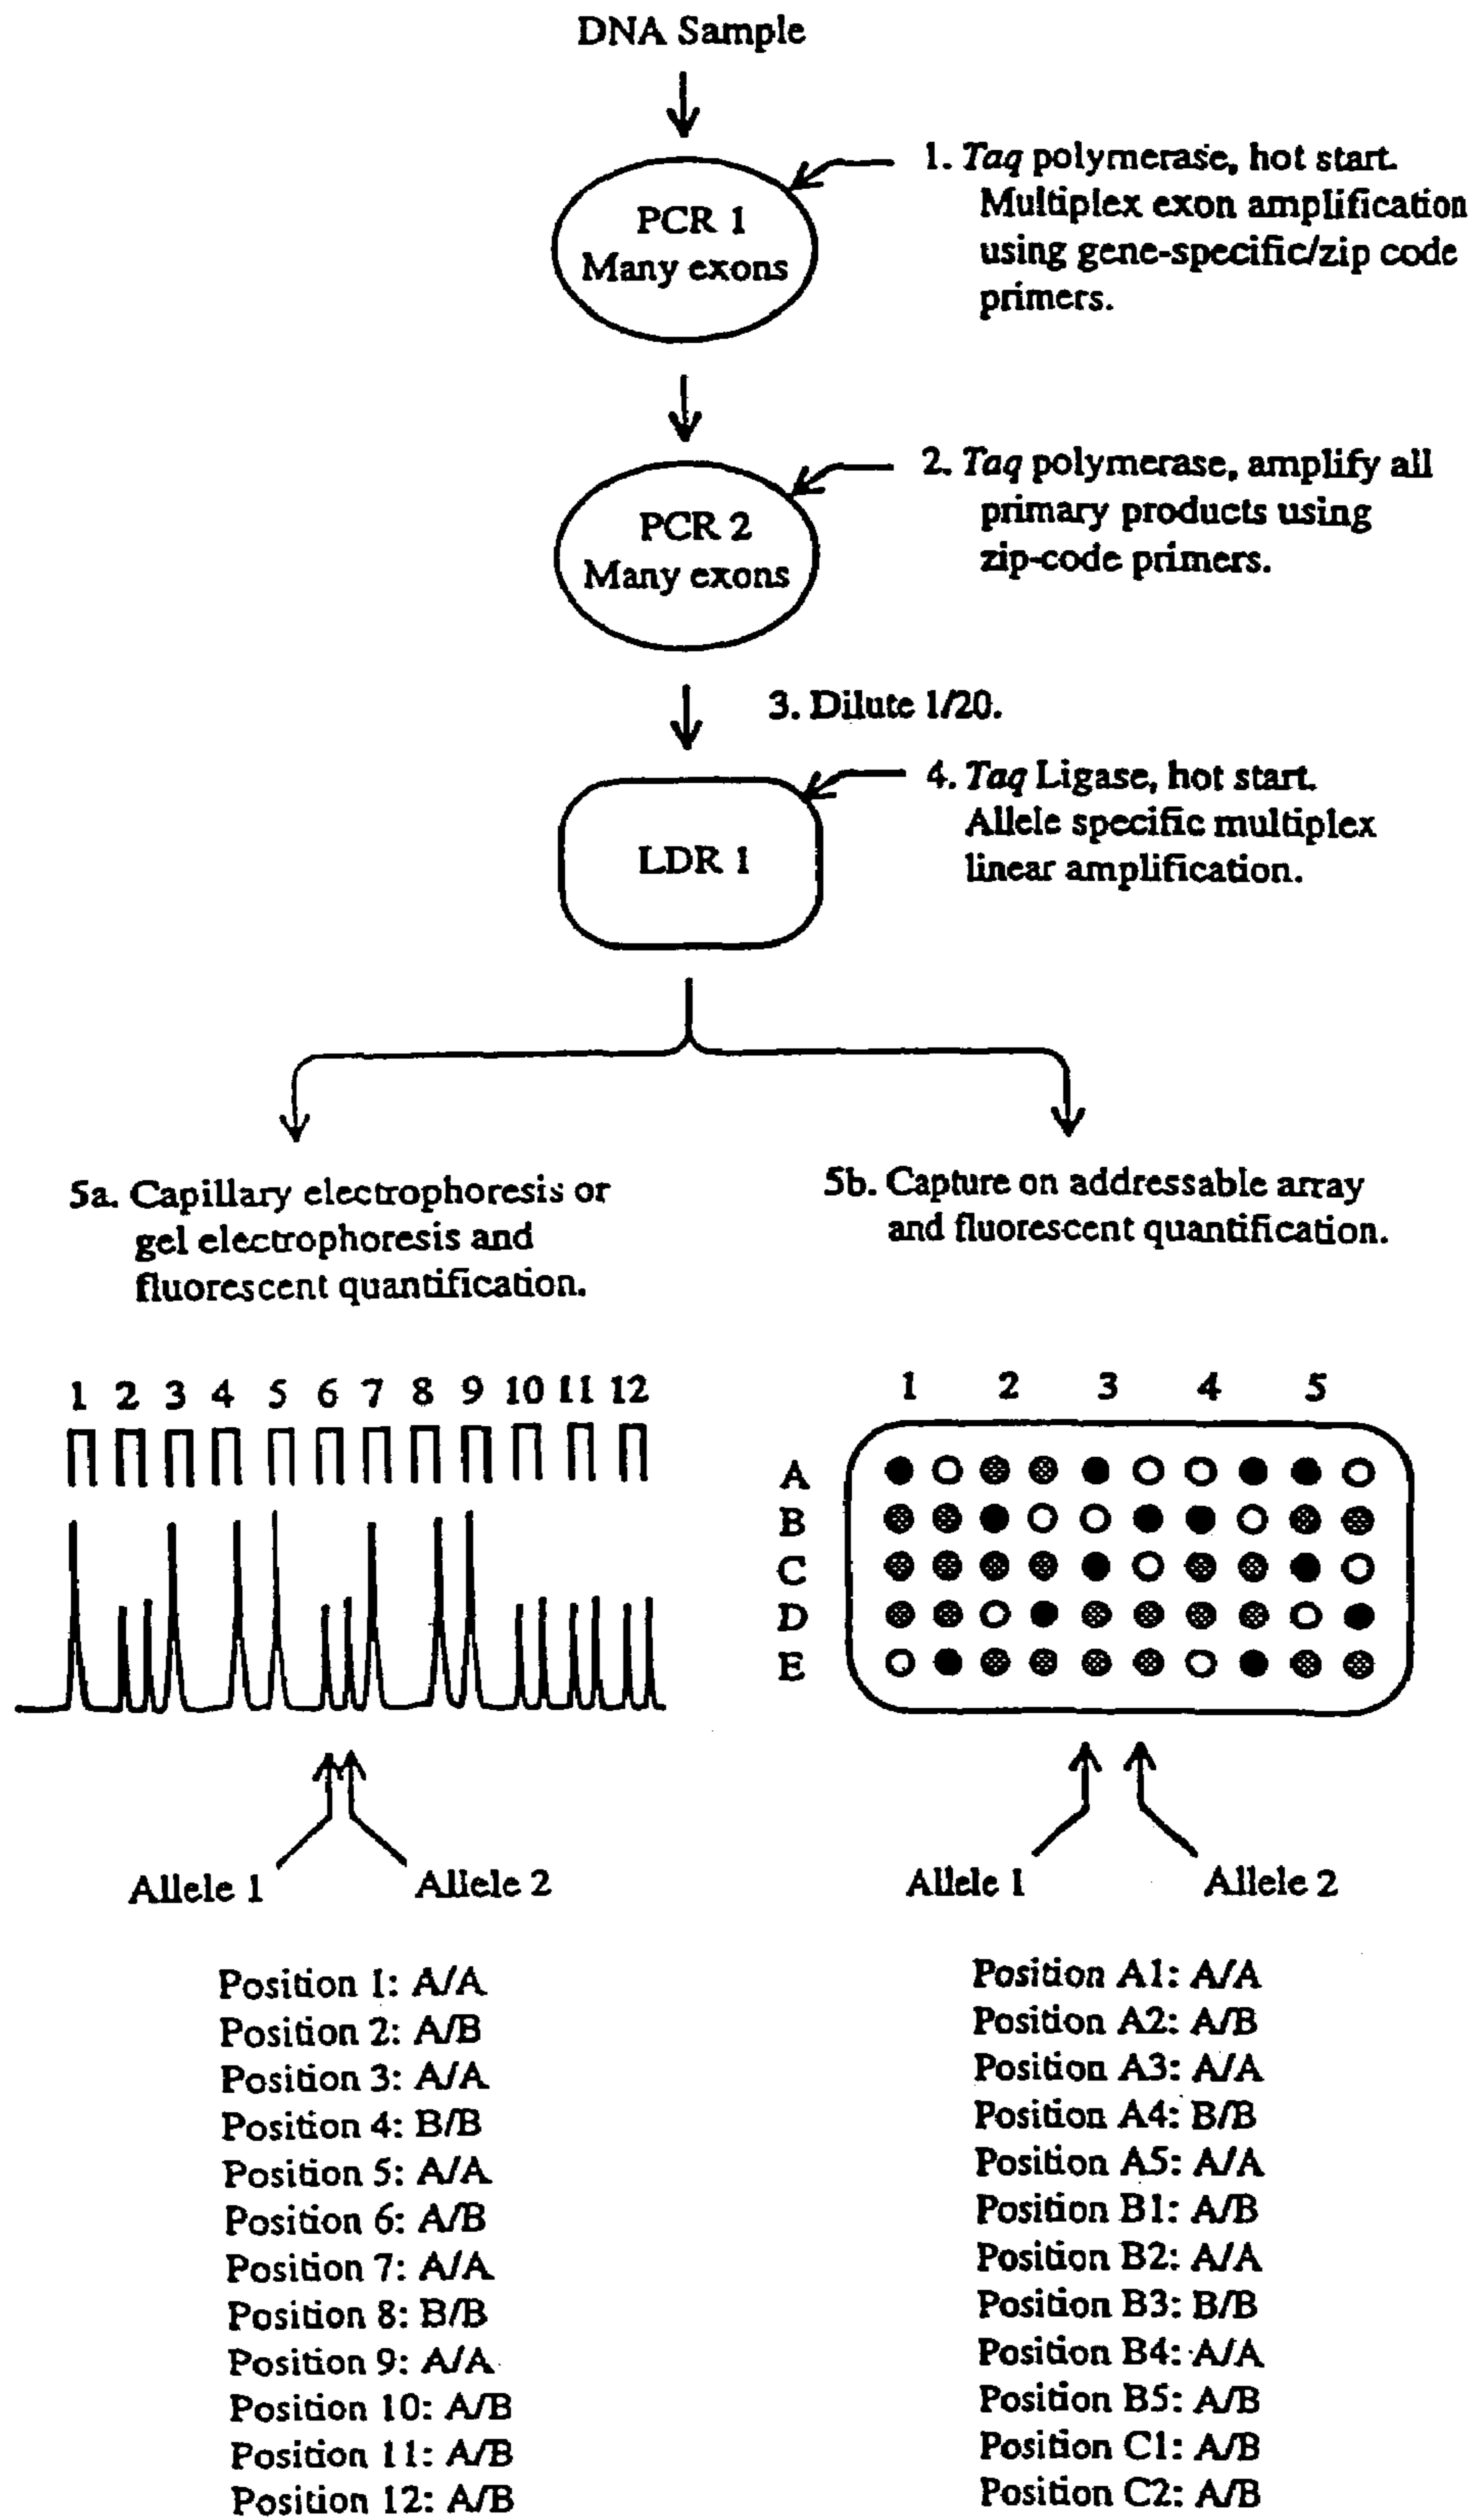 DNA Sample
PCR 1
Many exons
1. Taq polymerase, hot start.
Multiplex exon amplification
using gene-specific/zip code
primers.
PCR 2
Many exons
2. Taq polymerase, amplify all
primary products using
zip-code primers.
3. Dilute 1/20.
LDR 1
4. Taq Ligase, hot start.
Allele specific multiplex
linear amplification.
5a. Capillary electrophoresis or
gel electrophoresis and
fluorescent quantification.
5b. Capture on addressable array
and fluorescent quantification.
1 2 3 4 5 6 7 8 9 10 11 12
1 2 3 4 5
A
B
C
D
E
Allele 1 Allele 2
Allele 1 Allele 2
Position 1: A/A
Position 2: A/B
Position 3: A/A
Position 4: B/B
Position 5: A/A
Position 6: A/B
Position 7: A/A
Position 8: B/B
Position 9: A/A
Position 10: A/B
Position 11: A/B
Position 12: A/B
Position A1: A/A
Position A2: A/B
Position A3: A/A
Position A4: B/B
Position A5: A/A
Position B1: A/B
Position B2: A/A
Position B3: B/B
Position B4: A/A
Position B5: A/B
Position C1: A/B
Position C2: A/B